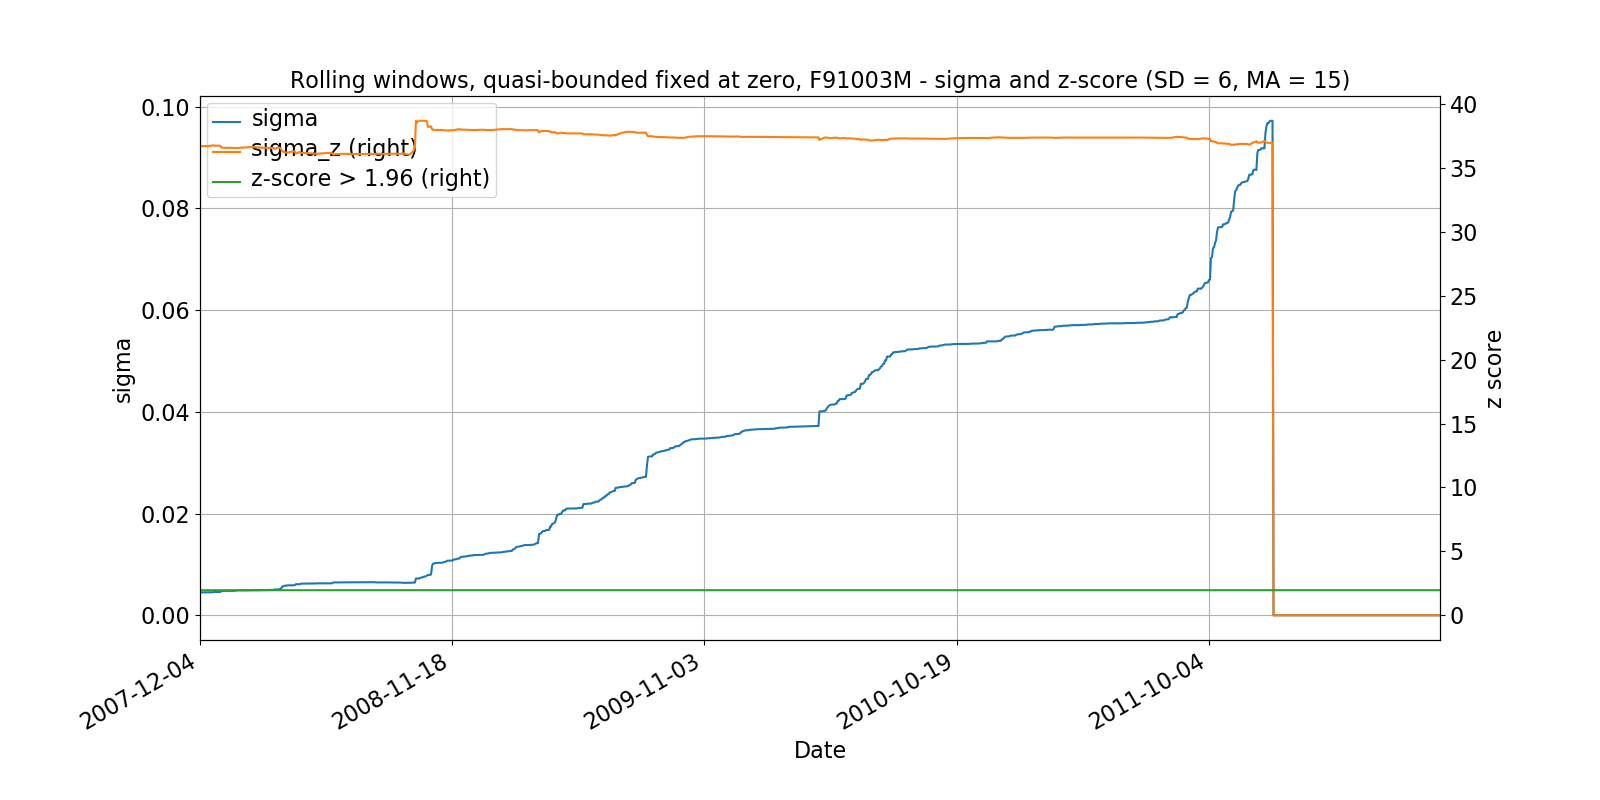 Rolling windows, quasi-bounded fixed at zero, F91003M - sigma and z-score (SD = 6, MA = 15)
sigma
sigma_z (right)
z-score > 1.96 (right)
0.10
0.08
0.06
0.04
0.02
0.00
sigma
40
35
30
25
20
15
10
5
0
z score
2007-12-04
2008-11-18
2009-11-03
2010-10-19
2011-10-04
Date